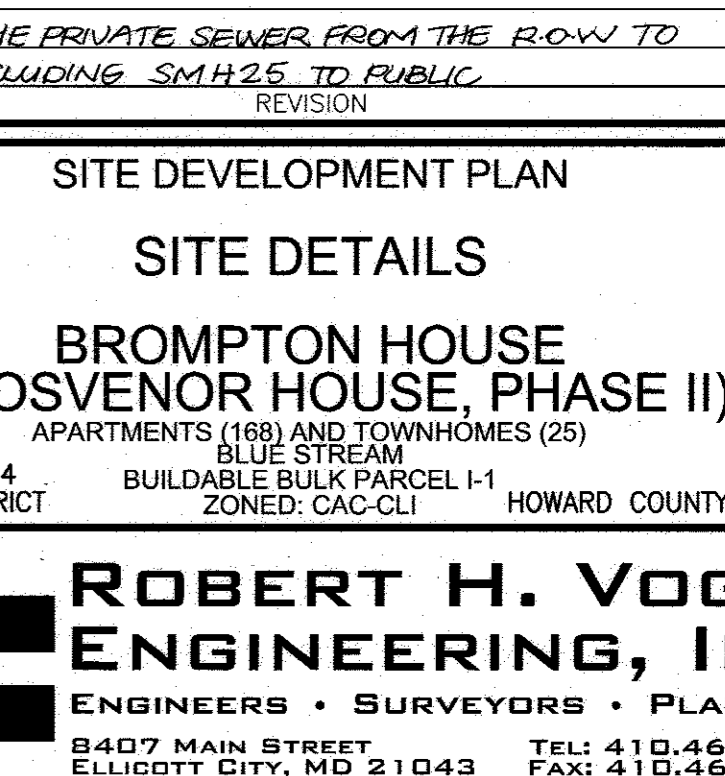 PRIVATE SEWER FROM THE R.O.W TO
SMH25 TO PUBLIC
REVISION
SITE DEVELOPMENT PLAN
SITE DETAILS
BROMPTON HOUSE
OSVENOR HOUSE, PHASE II)
APARTMENTS (168) AND TOWNHOMES (25)
BLUE STREAM
4 BUILDABLE BULK PARCEL I-1
RICT ZONED: CAC-CLI HOWARD COUNTY
ROBERT H. VOG
ENGINEERING, I
ENGINEERS • SURVEYORS • PLA
8407 MAIN STREET TEL: 410.46
ELLICOTT CITY, MD 21043 FAX: 410.46